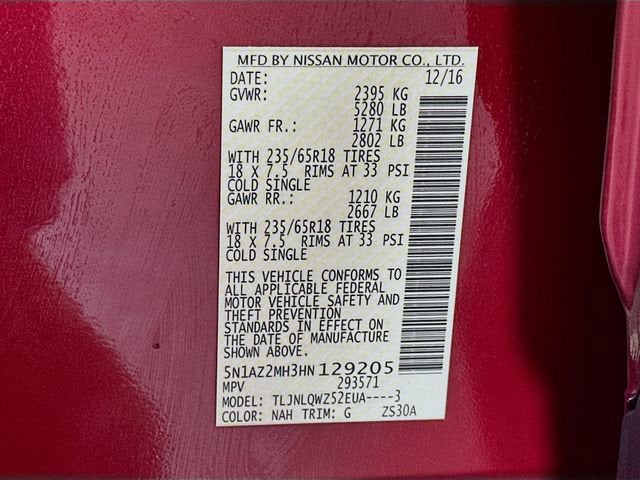 MFD BY NISSAN MOTOR CO., LTD.
DATE: 12/16
GVWR: 2395 KG
5280 LB
GAWR FR.: 1271 KG
2802 LB
WITH 235/65R18 TIRES
18 X 7.5 RIMS AT 33 PSI
COLD SINGLE
GAWR RR.: 1210 KG
2667 LB
WITH 235/65R18 TIRES
18 X 7.5 RIMS AT 33 PSI
COLD SINGLE
THIS VEHICLE CONFORMS TO
ALL APPLICABLE FEDERAL
MOTOR VEHICLE SAFETY AND
THEFT PREVENTION
STANDARDS IN EFFECT ON
THE DATE OF MANUFACTURE
SHOWN ABOVE.
5N1AZ2MH3HN129205
MPV 293571
MODEL: TLJNLQWZ52EUA----3
COLOR: NAH TRIM: G ZS30A